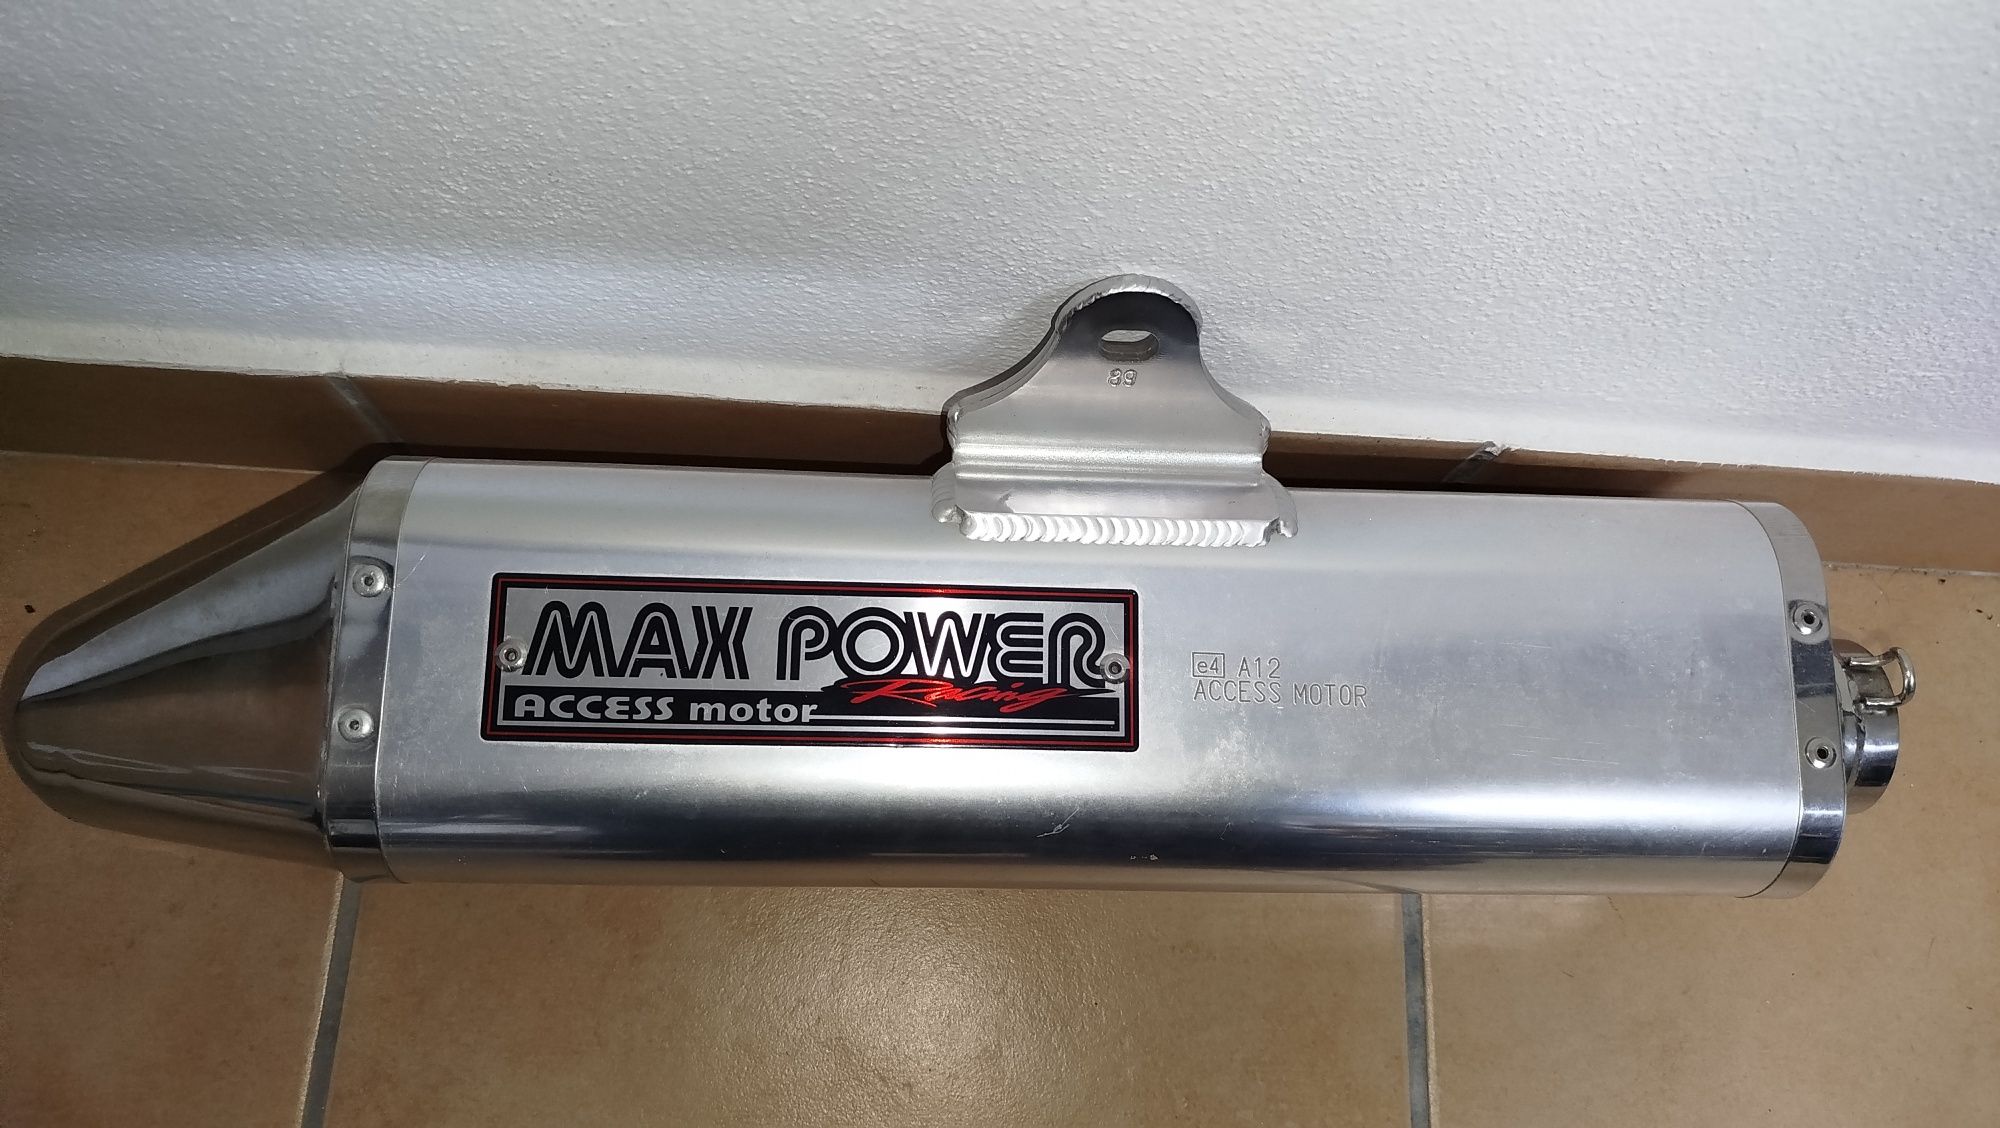 89
MAX POWER
Racing
ACCESS motor
e4 A12
ACCESS MOTOR